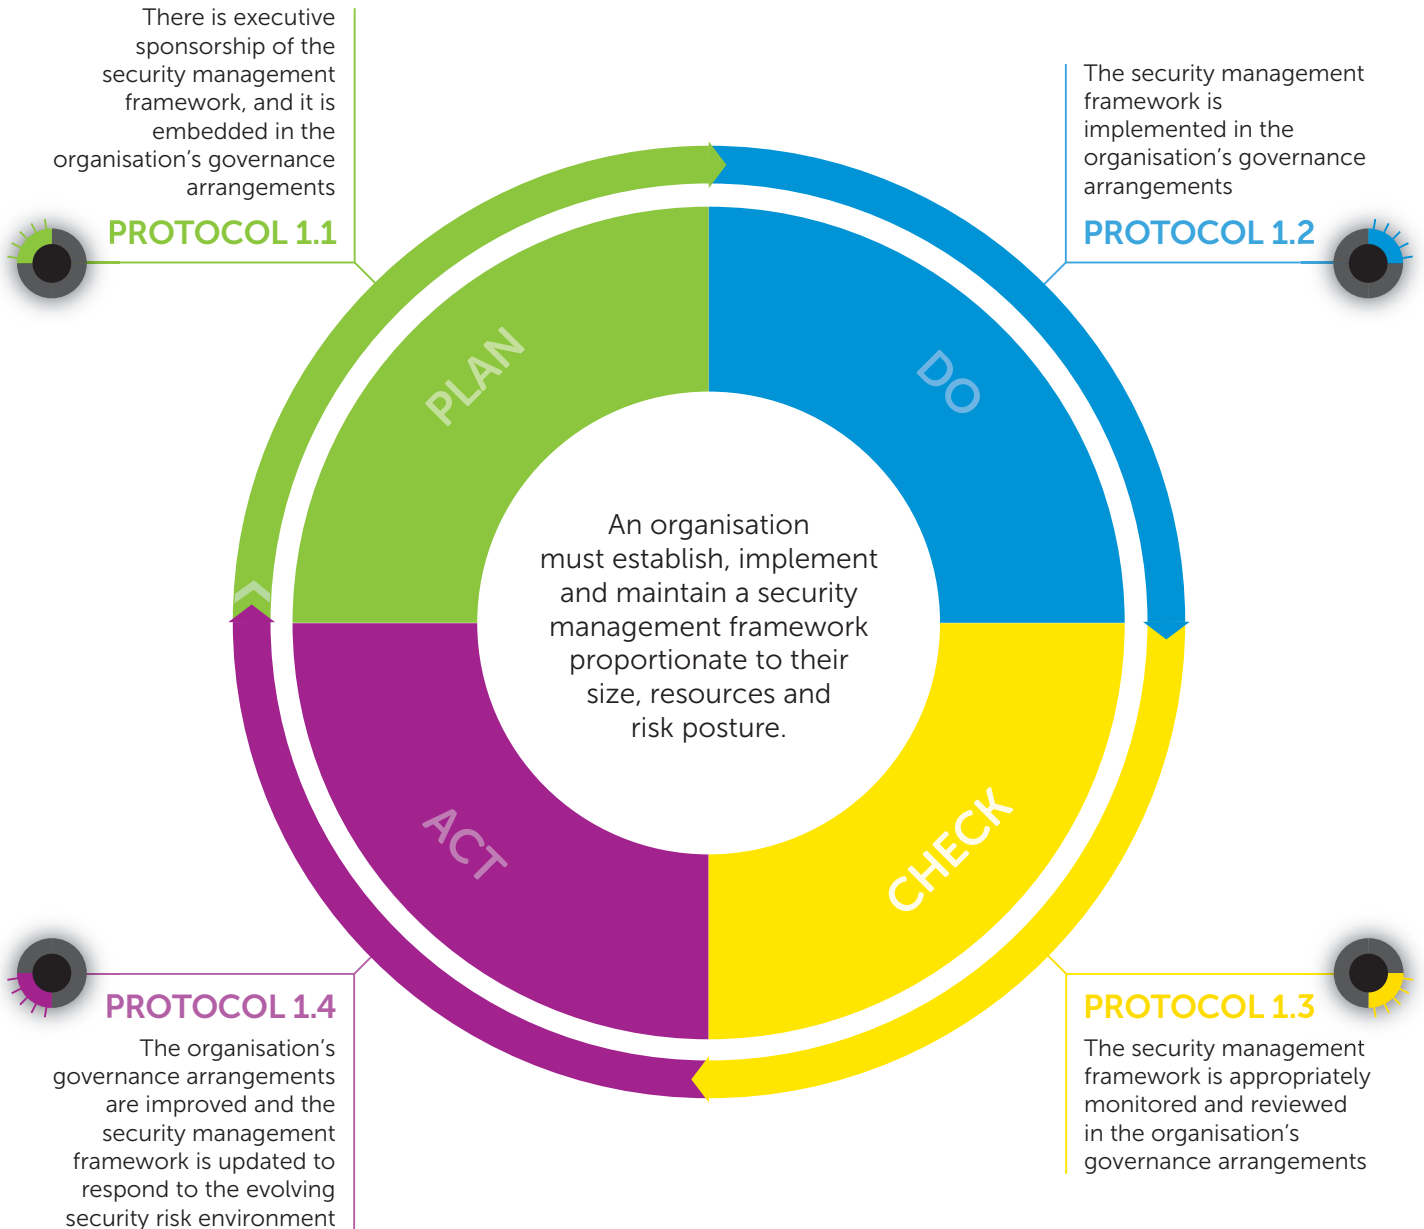 There is executive
sponsorship of the
security management
framework, and it is
embedded in the
organisation's governance
arrangements
PROTOCOL 1.1
The security management
framework is
implemented in the
organisation's governance
arrangements
PROTOCOL 1.2
PLAN
DO
An organisation
must establish, implement
and maintain a security
management framework
proportionate to their
size, resources and
risk posture.
ACT
CHECK
PROTOCOL 1.4
The organisation's
governance arrangements
are improved and the
security management
framework is updated to
respond to the evolving
security risk environment
PROTOCOL 1.3
The security management
framework is appropriately
monitored and reviewed
in the organisation's
governance arrangements